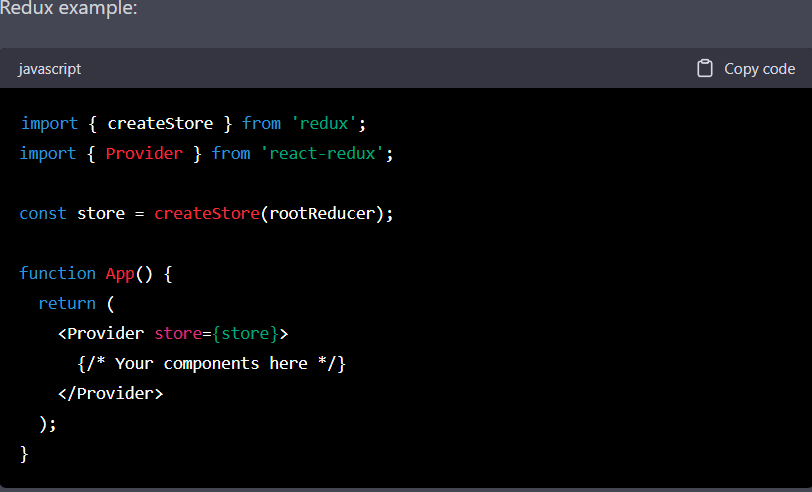 Redux example:
javascript Copy code
import { createStore } from 'redux';
import { Provider } from 'react-redux';
const store = createStore(rootReducer);
function App() {
return (
<Provider store={store}>
{/* Your components here */}
</Provider>
);
}